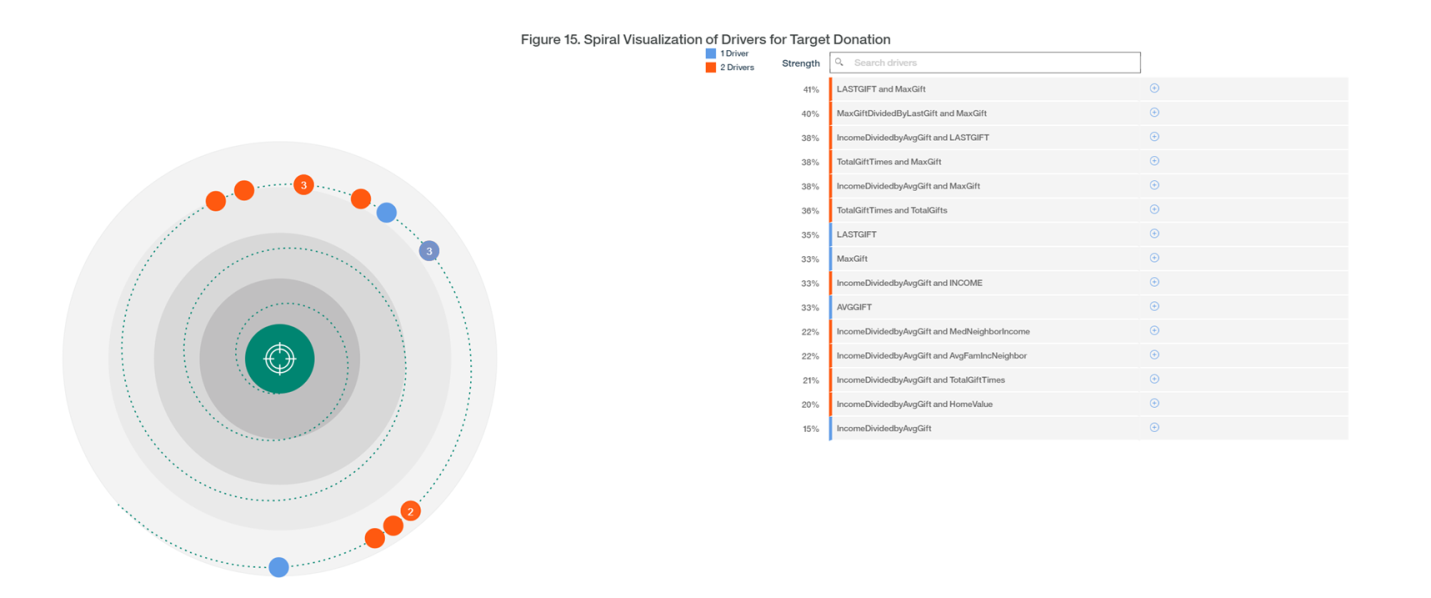 Figure 15. Spiral Visualization of Drivers for Target Donation
1 Driver
2 Drivers
Strength
Search drivers
41% LASTGIFT and MaxGift
40% MaxGiftDividedByLastGift and MaxGift
38% IncomeDividedbyAvgGift and LASTGIFT
38% TotalGiftTimes and MaxGift
38% IncomeDividedbyAvgGift and MaxGift
36% TotalGiftTimes and TotalGifts
35% LASTGIFT
33% MaxGift
33% IncomeDividedbyAvgGift and INCOME
33% AVGGIFT
22% IncomeDividedbyAvgGift and MedNeighborIncome
22% IncomeDividedbyAvgGift and AvgFamIncNeighbor
21% IncomeDividedbyAvgGift and TotalGiftTimes
20% IncomeDividedbyAvgGift and HomeValue
15% IncomeDividedbyAvgGift
3
3
2